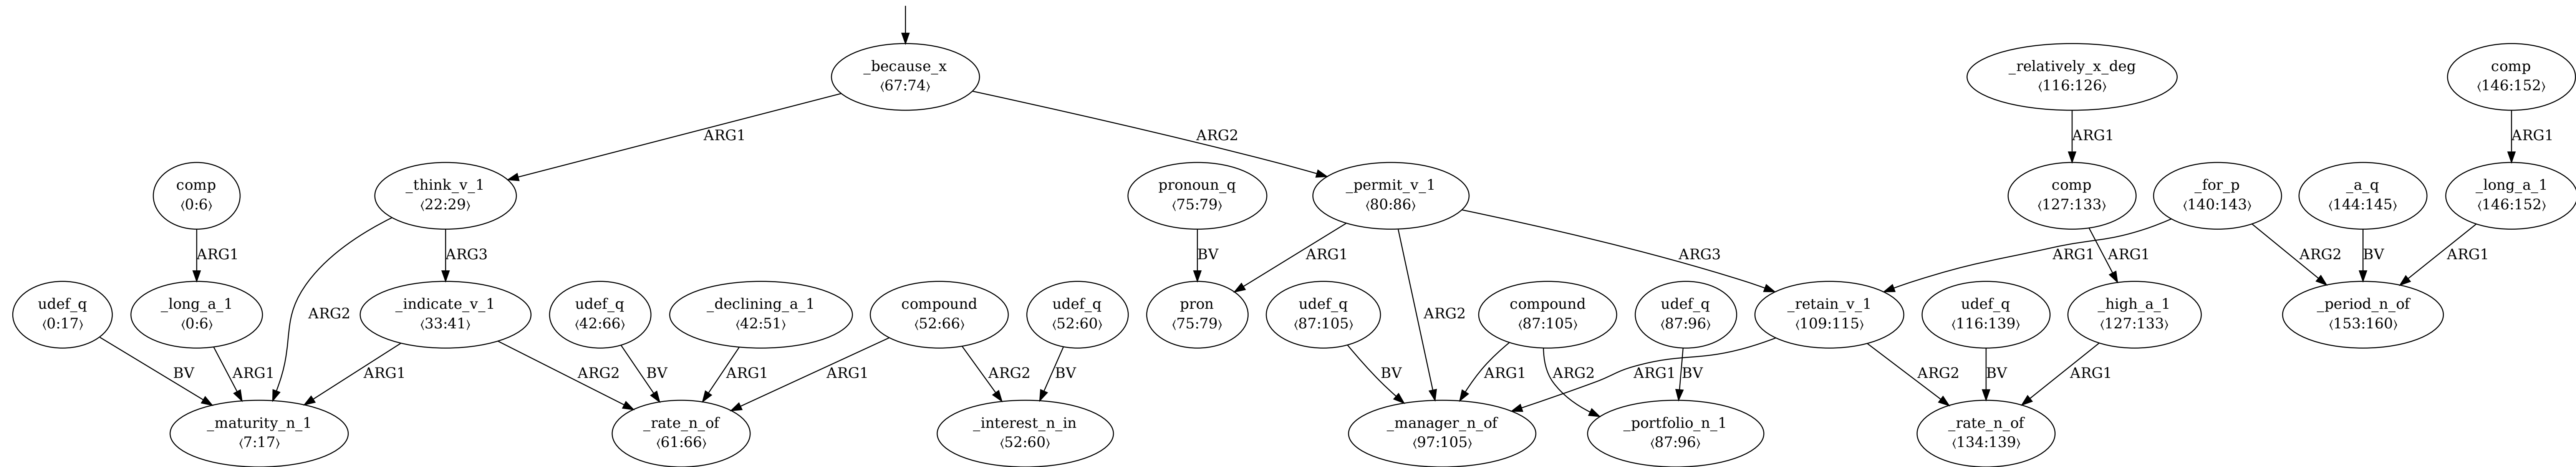 _because_x
⟨67:74⟩
_relatively_x_deg
⟨116:126⟩
comp
⟨146:152⟩
ARG1
ARG2
ARG1
ARG1
comp
⟨0:6⟩
_think_v_1
⟨22:29⟩
pronoun_q
⟨75:79⟩
_permit_v_1
⟨80:86⟩
comp
⟨127:133⟩
_for_p
⟨140:143⟩
_a_q
⟨144:145⟩
_long_a_1
⟨146:152⟩
ARG1
ARG3
BV
ARG1
ARG3
ARG1
ARG1
ARG2
BV
ARG1
udef_q
⟨0:17⟩
_long_a_1
⟨0:6⟩
ARG2
_indicate_v_1
⟨33:41⟩
udef_q
⟨42:66⟩
_declining_a_1
⟨42:51⟩
compound
⟨52:66⟩
udef_q
⟨52:60⟩
pron
⟨75:79⟩
udef_q
⟨87:105⟩
ARG2
compound
⟨87:105⟩
udef_q
⟨87:96⟩
_retain_v_1
⟨109:115⟩
udef_q
⟨116:139⟩
_high_a_1
⟨127:133⟩
_period_n_of
⟨153:160⟩
BV
ARG1
ARG1
ARG2
BV
ARG1
ARG1
ARG2
BV
BV
ARG1
ARG2
BV
ARG1
ARG2
BV
ARG1
_maturity_n_1
⟨7:17⟩
_rate_n_of
⟨61:66⟩
_interest_n_in
⟨52:60⟩
_manager_n_of
⟨97:105⟩
_portfolio_n_1
⟨87:96⟩
_rate_n_of
⟨134:139⟩